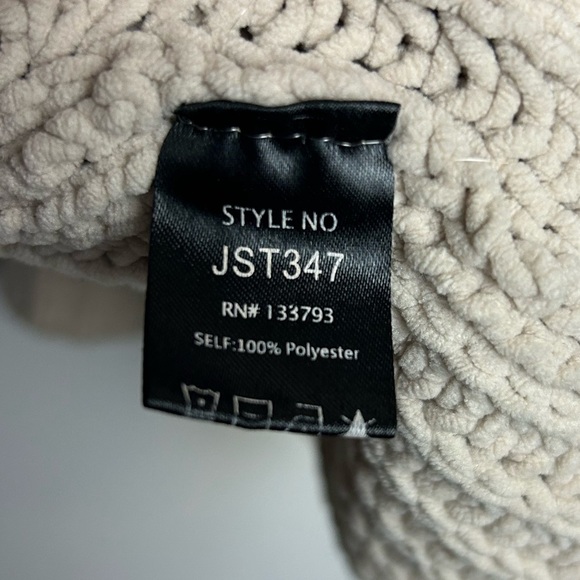 STYLE NO
JST347
RN# 133793
SELF:100% Polyester